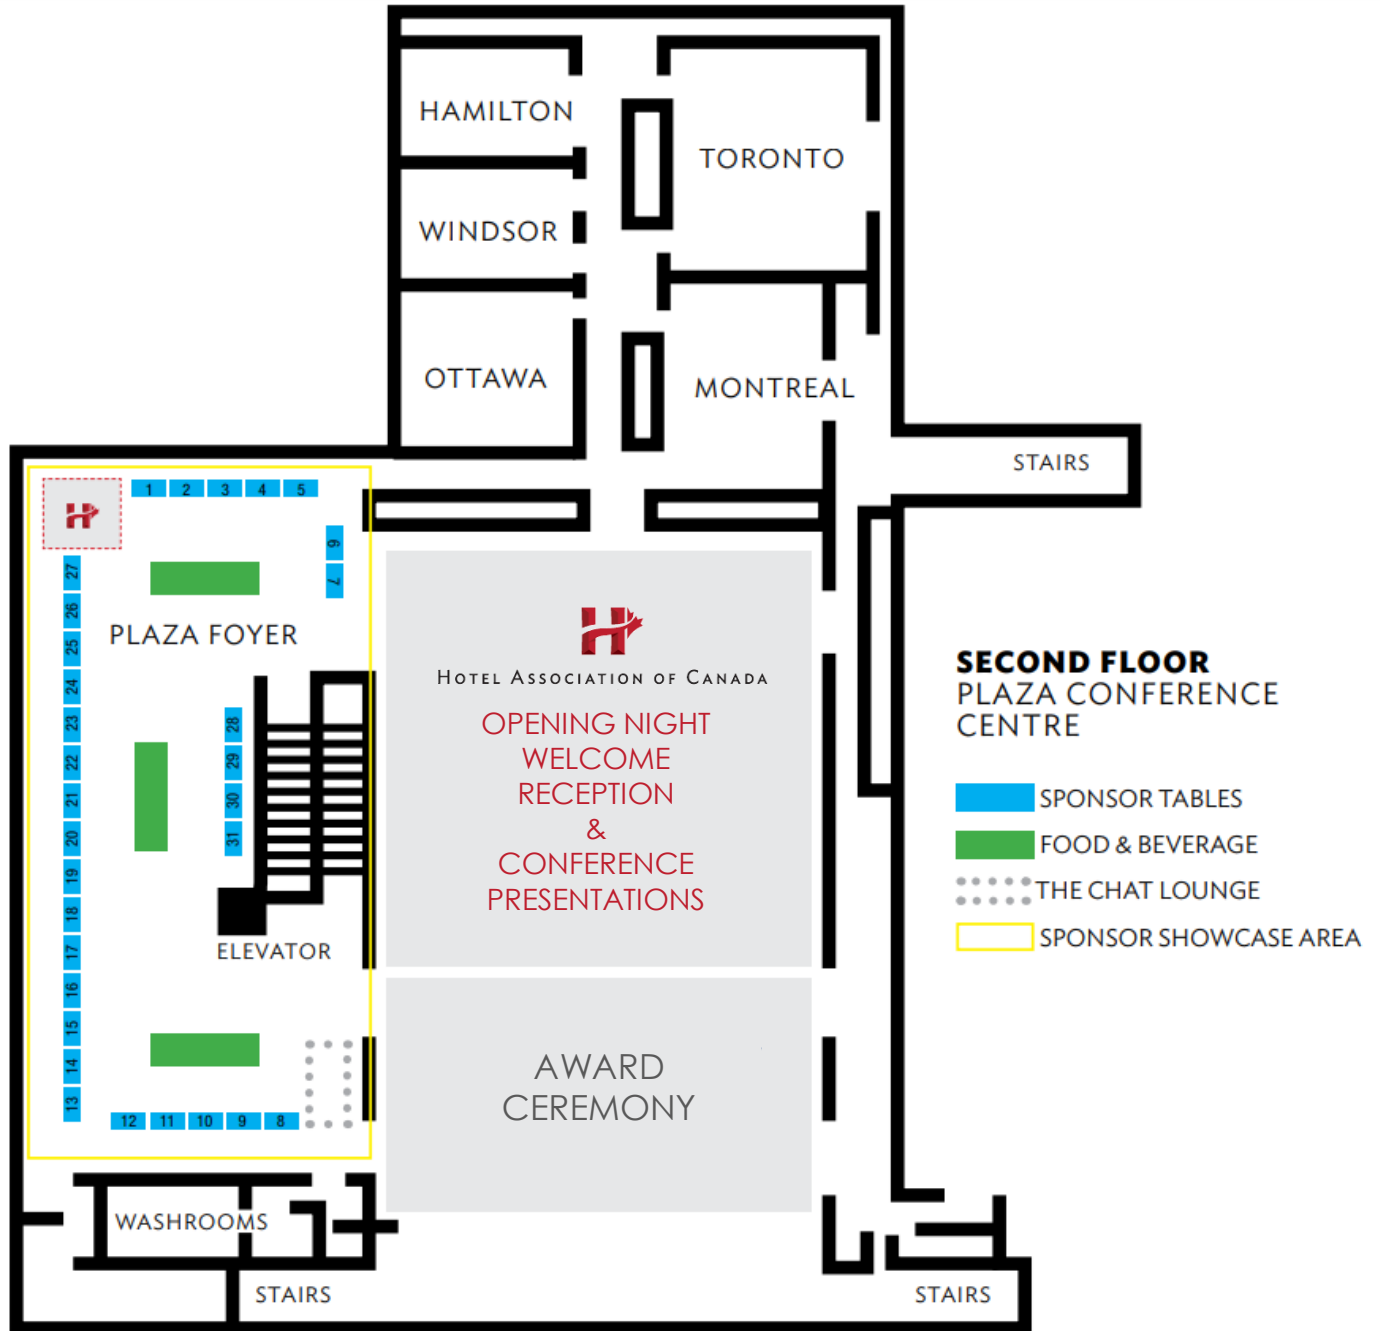 HAMILTON
TORONTO
WINDSOR
OTTAWA
MONTREAL
STAIRS
H
1 2 3 4 5
6
7
27
26
25
24
23
22
21
20
19
18
17
16
15
14
13
PLAZA FOYER
28
29
30
31
ELEVATOR
12 11 10 9 8
H
HOTEL ASSOCIATION OF CANADA
OPENING NIGHT
WELCOME
RECEPTION
&
CONFERENCE
PRESENTATIONS
AWARD
CEREMONY
SECOND FLOOR
PLAZA CONFERENCE
CENTRE
SPONSOR TABLES
FOOD & BEVERAGE
THE CHAT LOUNGE
SPONSOR SHOWCASE AREA
WASHROOMS
STAIRS
STAIRS